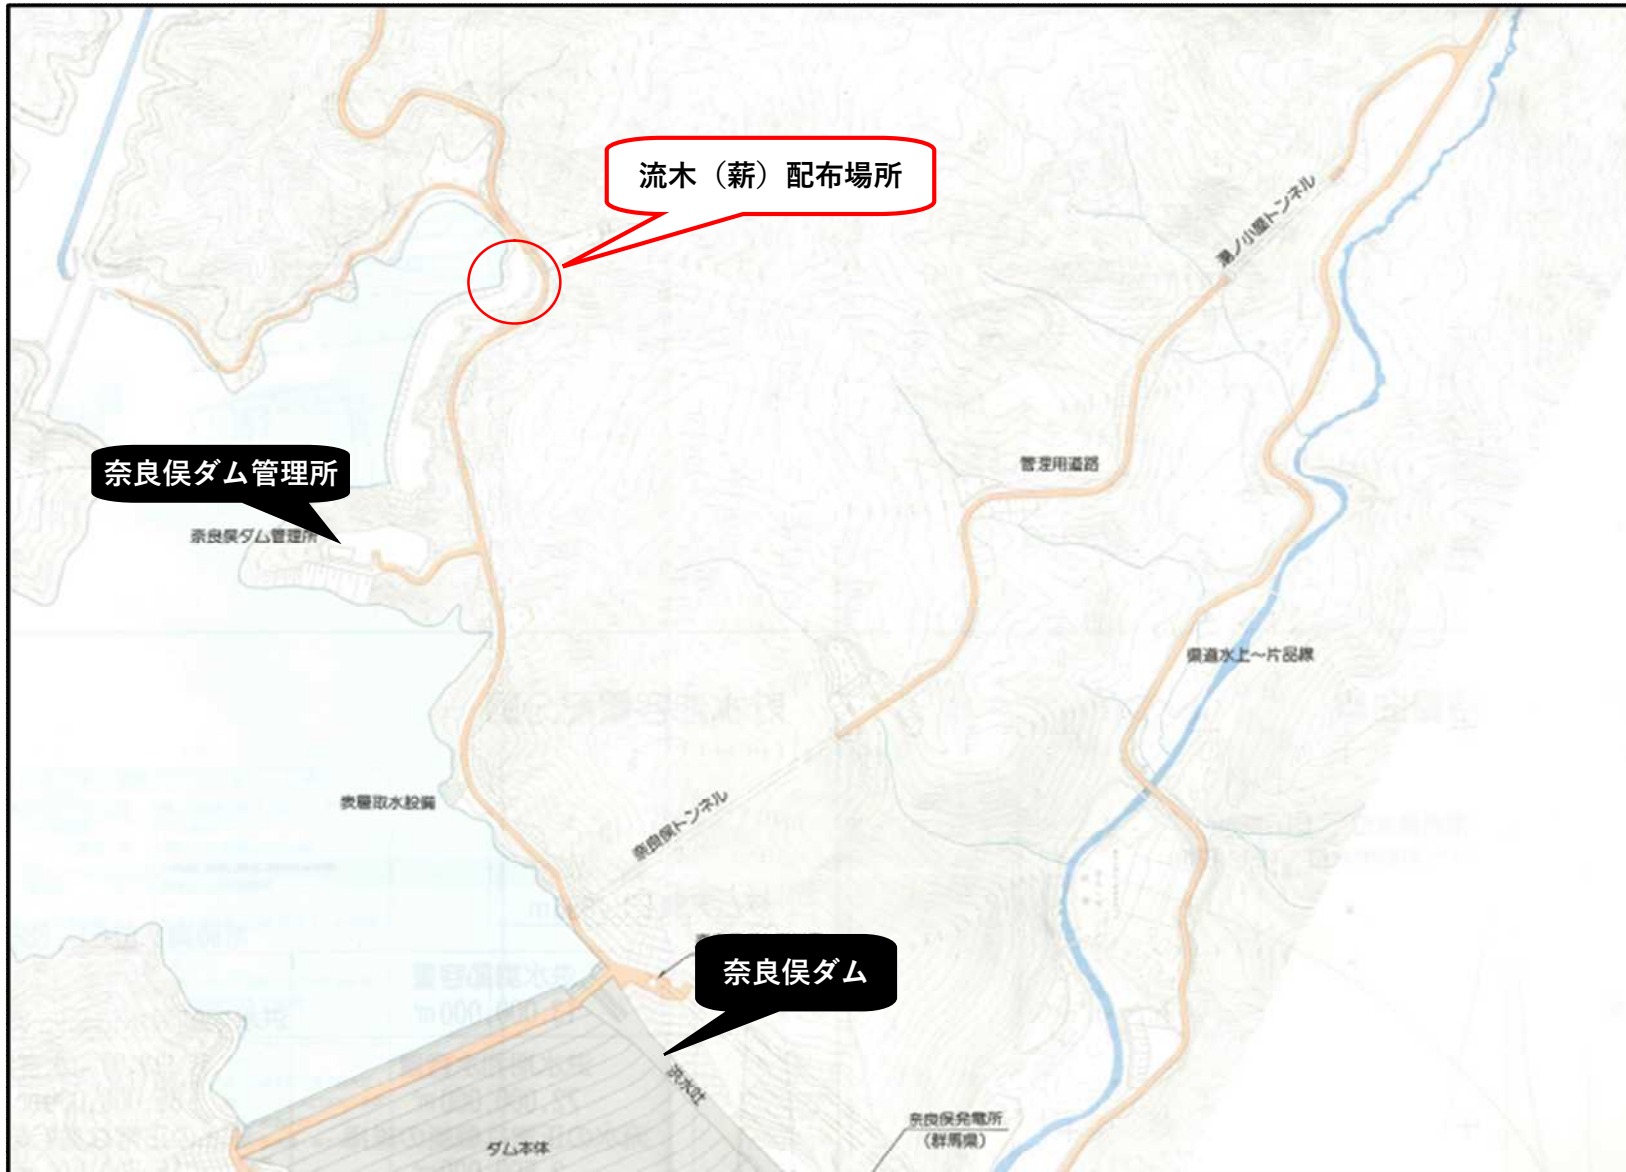 流木（薪）配布場所
湯ノ小屋トンネル
奈良俣ダム管理所
管理用道路
奈良俣ダム管理所
県道水上～片品線
表層取水設備
奈良俣トンネル
奈良俣ダム
洪水吐
奈良俣発電所
（群馬県）
ダム本体